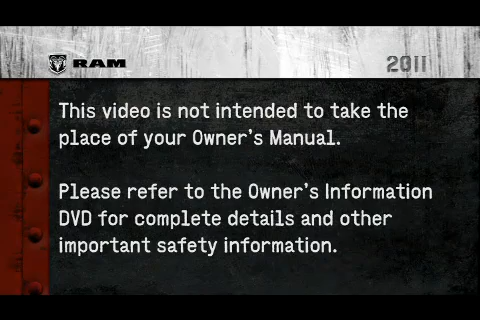 RAM 2011
This video is not intended to take the
place of your Owner's Manual.
Please refer to the Owner's Information
DVD for complete details and other
important safety information.